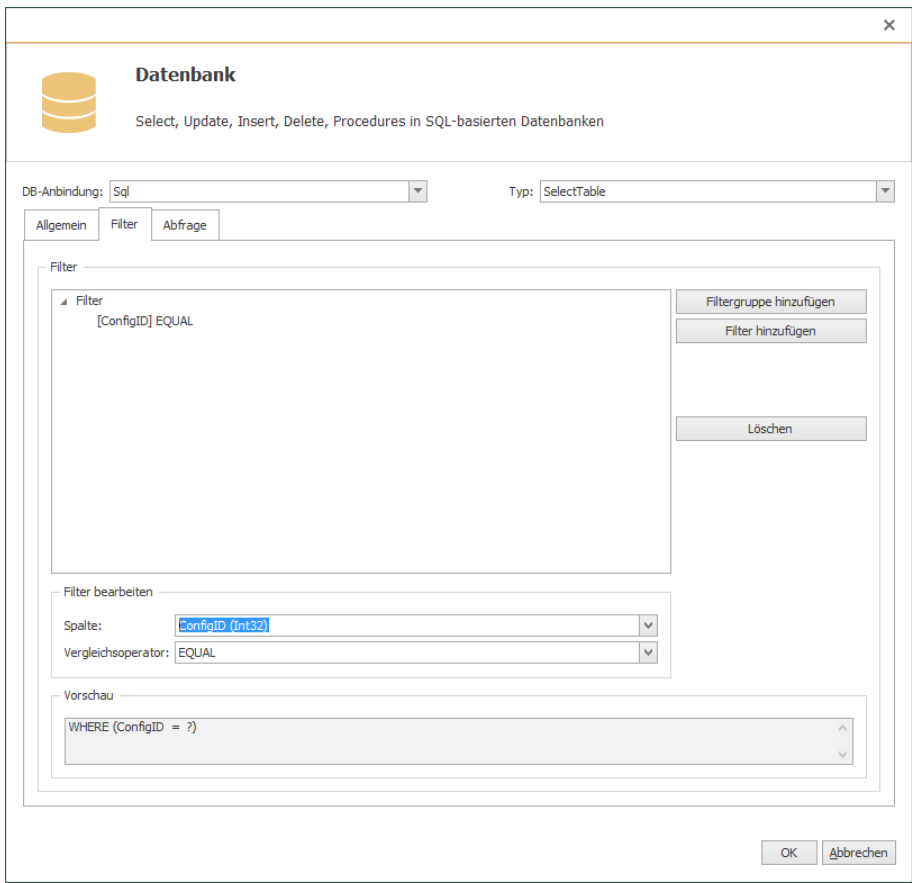 Datenbank
Select, Update, Insert, Delete, Procedures in SQL-basierten Datenbanken
DB-Anbindung: Sql Typ: SelectTable
Allgemein Filter Abfrage
Filter
Filter
[ConfigID] EQUAL
Filtergruppe hinzufügen
Filter hinzufügen
Löschen
Filter bearbeiten
Spalte: ConfigID (Int32)
Vergleichsoperator: EQUAL
Vorschau
WHERE (ConfigID = ?)
OK Abbrechen